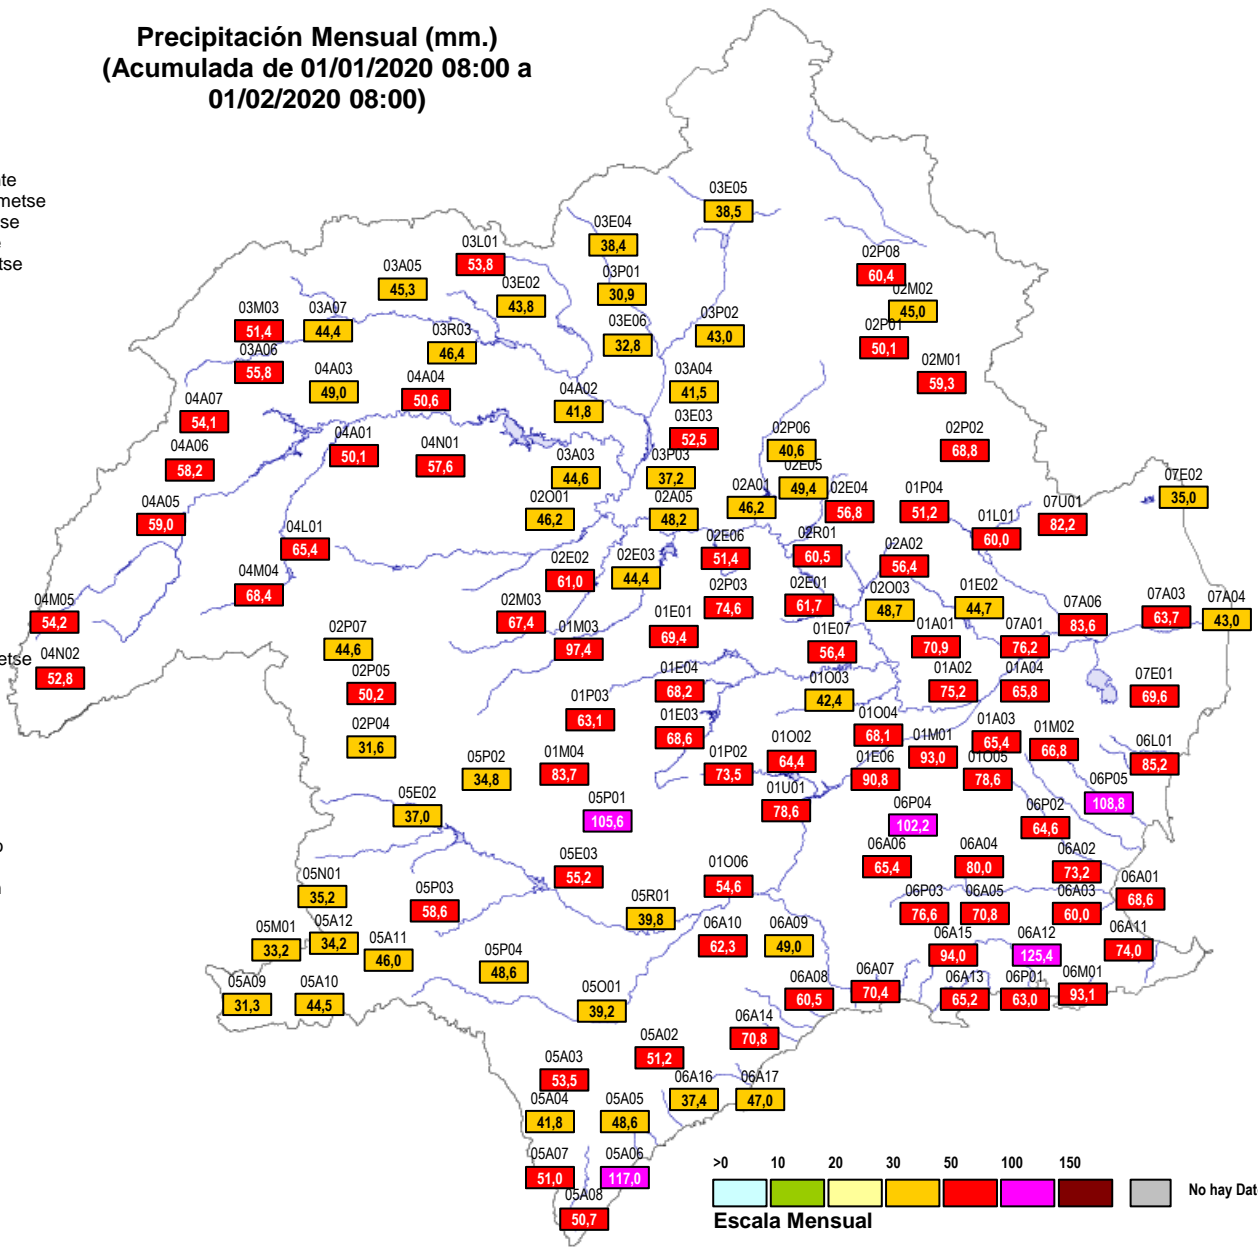 Precipitación Mensual (mm.)
(Acumulada de 01/01/2020 08:00 a
01/02/2020 08:00)
nte
metse
se
e
tse
03E05
38,5
03E04
38,4
03L01
53,8
02P08
60,4
03A05
45,3
03P01
30,9
03E02
43,8
02M02
45,0
03M03
51,4
03A07
44,4
03P02
43,0
03E06
32,8
02P01
50,1
03R03
46,4
03A06
55,8
02M01
59,3
04A03
49,0
04A04
50,6
03A04
41,5
04A02
41,8
04A07
54,1
03E03
52,5
04A01
50,1
02P06
40,6
02P02
68,8
04A06
58,2
04N01
57,6
03A03
44,6
03P03
37,2
02E05
49,4
07E02
35,0
02A01
46,2
02E04
56,8
01P04
51,2
04A05
59,0
02O01
46,2
02A05
48,2
07U01
82,2
01L01
60,0
04L01
65,4
02E06
51,4
02R01
60,5
02A02
56,4
02E02
61,0
02E03
44,4
04M04
68,4
02P03
74,6
02E01
61,7
02O03
48,7
01E02
44,7
07A03
63,7
07A04
43,0
04M05
54,2
02M03
67,4
07A06
83,6
01E01
69,4
02P07
44,6
01M03
97,4
01E07
56,4
01A01
70,9
07A01
76,2
etse
04N02
52,8
02P05
50,2
01E04
68,2
01O03
42,4
01A02
75,2
01A04
65,8
07E01
69,6
01P03
63,1
02P04
31,6
01E03
68,6
01O04
68,1
01A03
65,4
01M02
66,8
01M01
93,0
06L01
85,2
05P02
34,8
01M04
83,7
01P02
73,5
01O02
64,4
01E06
90,8
01O05
78,6
06P05
108,8
05E02
37,0
05P01
105,6
01U01
78,6
06P04
102,2
06P02
64,6
o
05E03
55,2
01O06
54,6
06A06
65,4
06A04
80,0
06A02
73,2
n
05N01
35,2
05P03
58,6
05R01
39,8
06P03
76,6
06A05
70,8
06A03
60,0
06A01
68,6
05M01
33,2
05A12
34,2
05A11
46,0
06A10
62,3
06A09
49,0
06A15
94,0
06A12
125,4
06A11
74,0
05P04
48,6
05A09
31,3
05A10
44,5
05O01
39,2
06A08
60,5
06A07
70,4
06A13
65,2
06P01
63,0
06M01
93,1
06A14
70,8
05A02
51,2
05A03
53,5
06A16
37,4
06A17
47,0
05A04
41,8
05A05
48,6
05A07
51,0
05A06
117,0
05A08
50,7
>0 10 20 30 50 100 150
No hay Dat
Escala Mensual